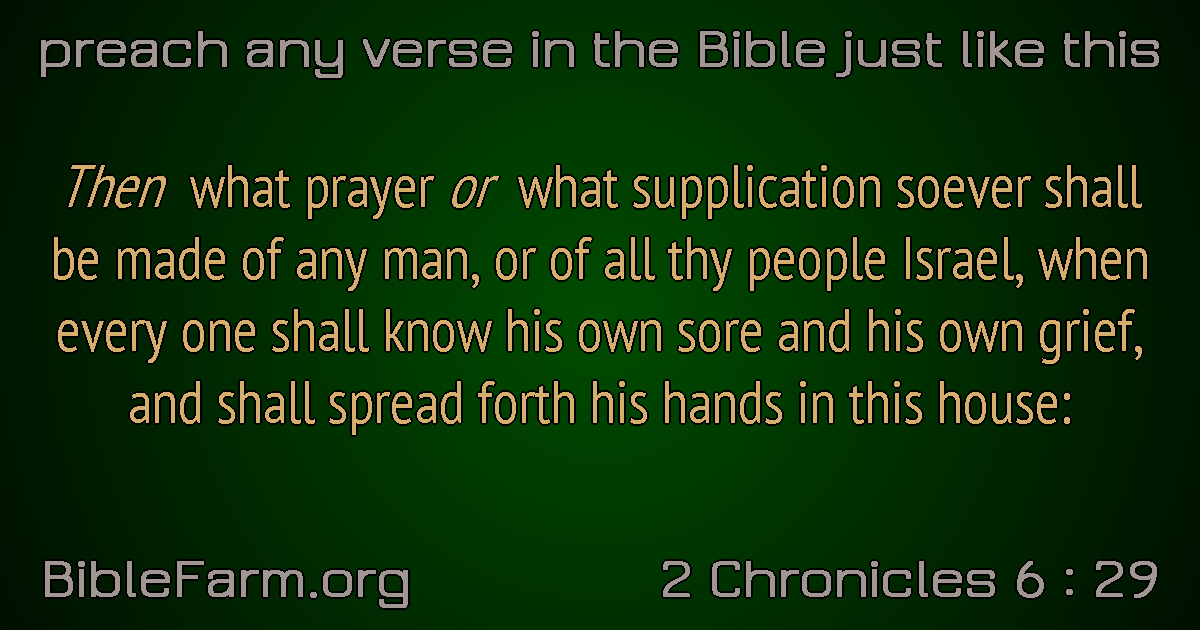 preach any verse in the Bible just like this
Then what prayer or what supplication soever shall
be made of any man, or of all thy people Israel, when
every one shall know his own sore and his own grief,
and shall spread forth his hands in this house:
BibleFarm.org
2 Chronicles 6 : 29